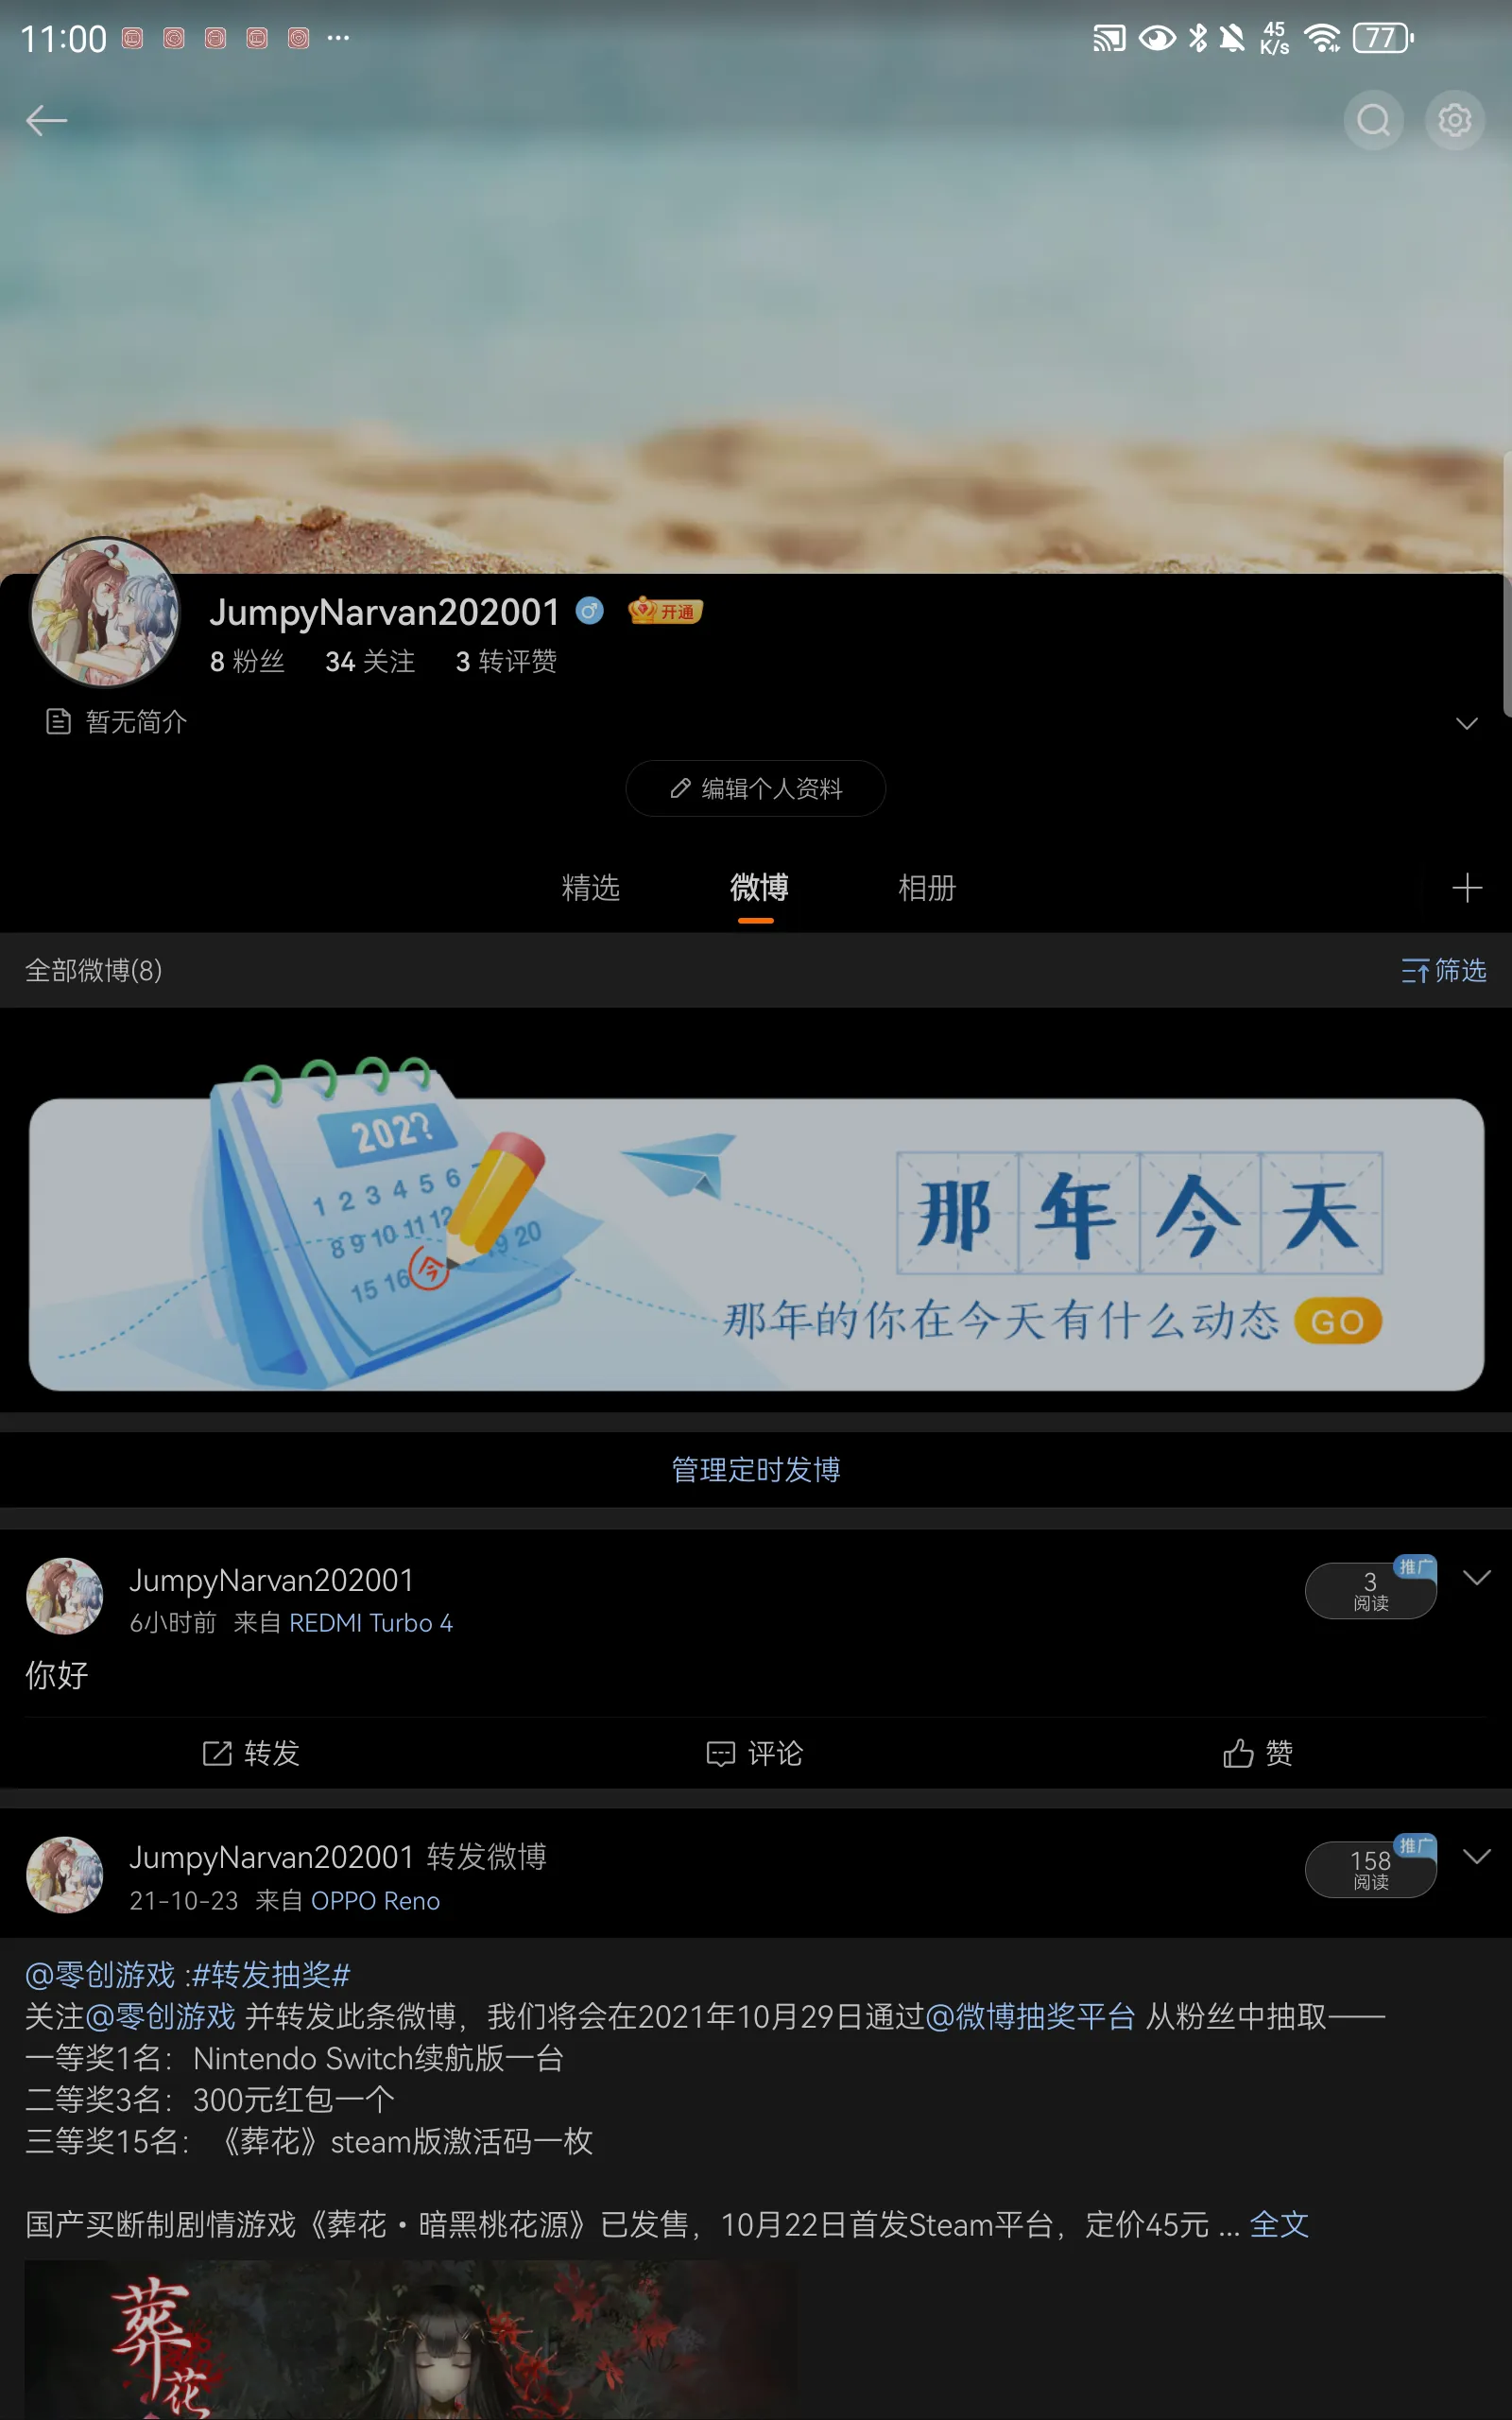 11:00
45
K/s
77
JumpyNarvan202001
开通
8 粉丝 34 关注 3 转评赞
暂无简介
编辑个人资料
精选 微博 相册
全部微博(8)
筛选
202?
1 2 3 4 5 6 7
8 9 10 11 12 19 20
15 16 今
那年今天
那年的你在今天有什么动态 GO
管理定时发博
JumpyNarvan202001
6小时前 来自 REDMI Turbo 4
推广
3
阅读
你好
转发 评论 赞
JumpyNarvan202001 转发微博
21-10-23 来自 OPPO Reno
推广
158
阅读
@零创游戏 :#转发抽奖#
关注@零创游戏 并转发此条微博，我们将会在2021年10月29日通过@微博抽奖平台 从粉丝中抽取——
一等奖1名：Nintendo Switch续航版一台
二等奖3名：300元红包一个
三等奖15名：《葬花》steam版激活码一枚
国产买断制剧情游戏《葬花·暗黑桃花源》已发售，10月22日首发Steam平台，定价45元 ... 全文
葬花